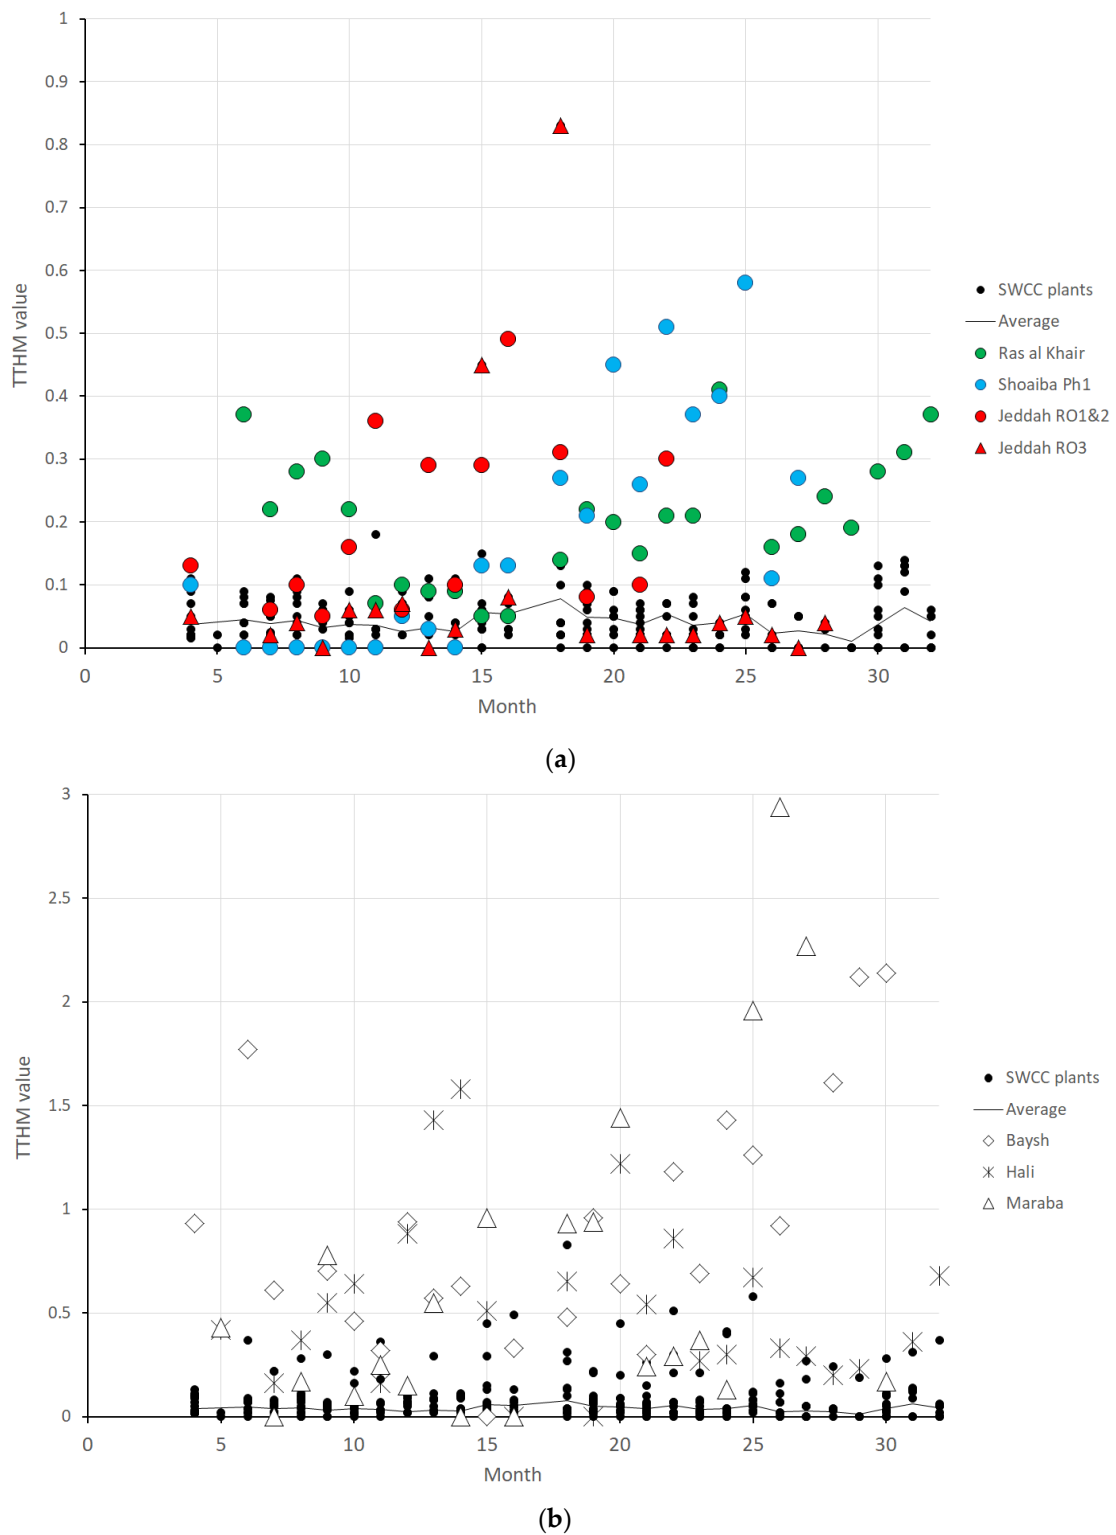 1
0.9
0.8
0.7
0.6
0.5
0.4
0.3
0.2
0.1
0
TTHM value
0 5 10 15 20 25 30
Month
SWCC plants
Average
Ras al Khair
Shoaiba Ph1
Jeddah RO1&2
Jeddah RO3
(a)
3
2.5
2
1.5
1
0.5
0
TTHM value
0 5 10 15 20 25 30
Month
SWCC plants
Average
Baysh
Hali
Maraba
(b)